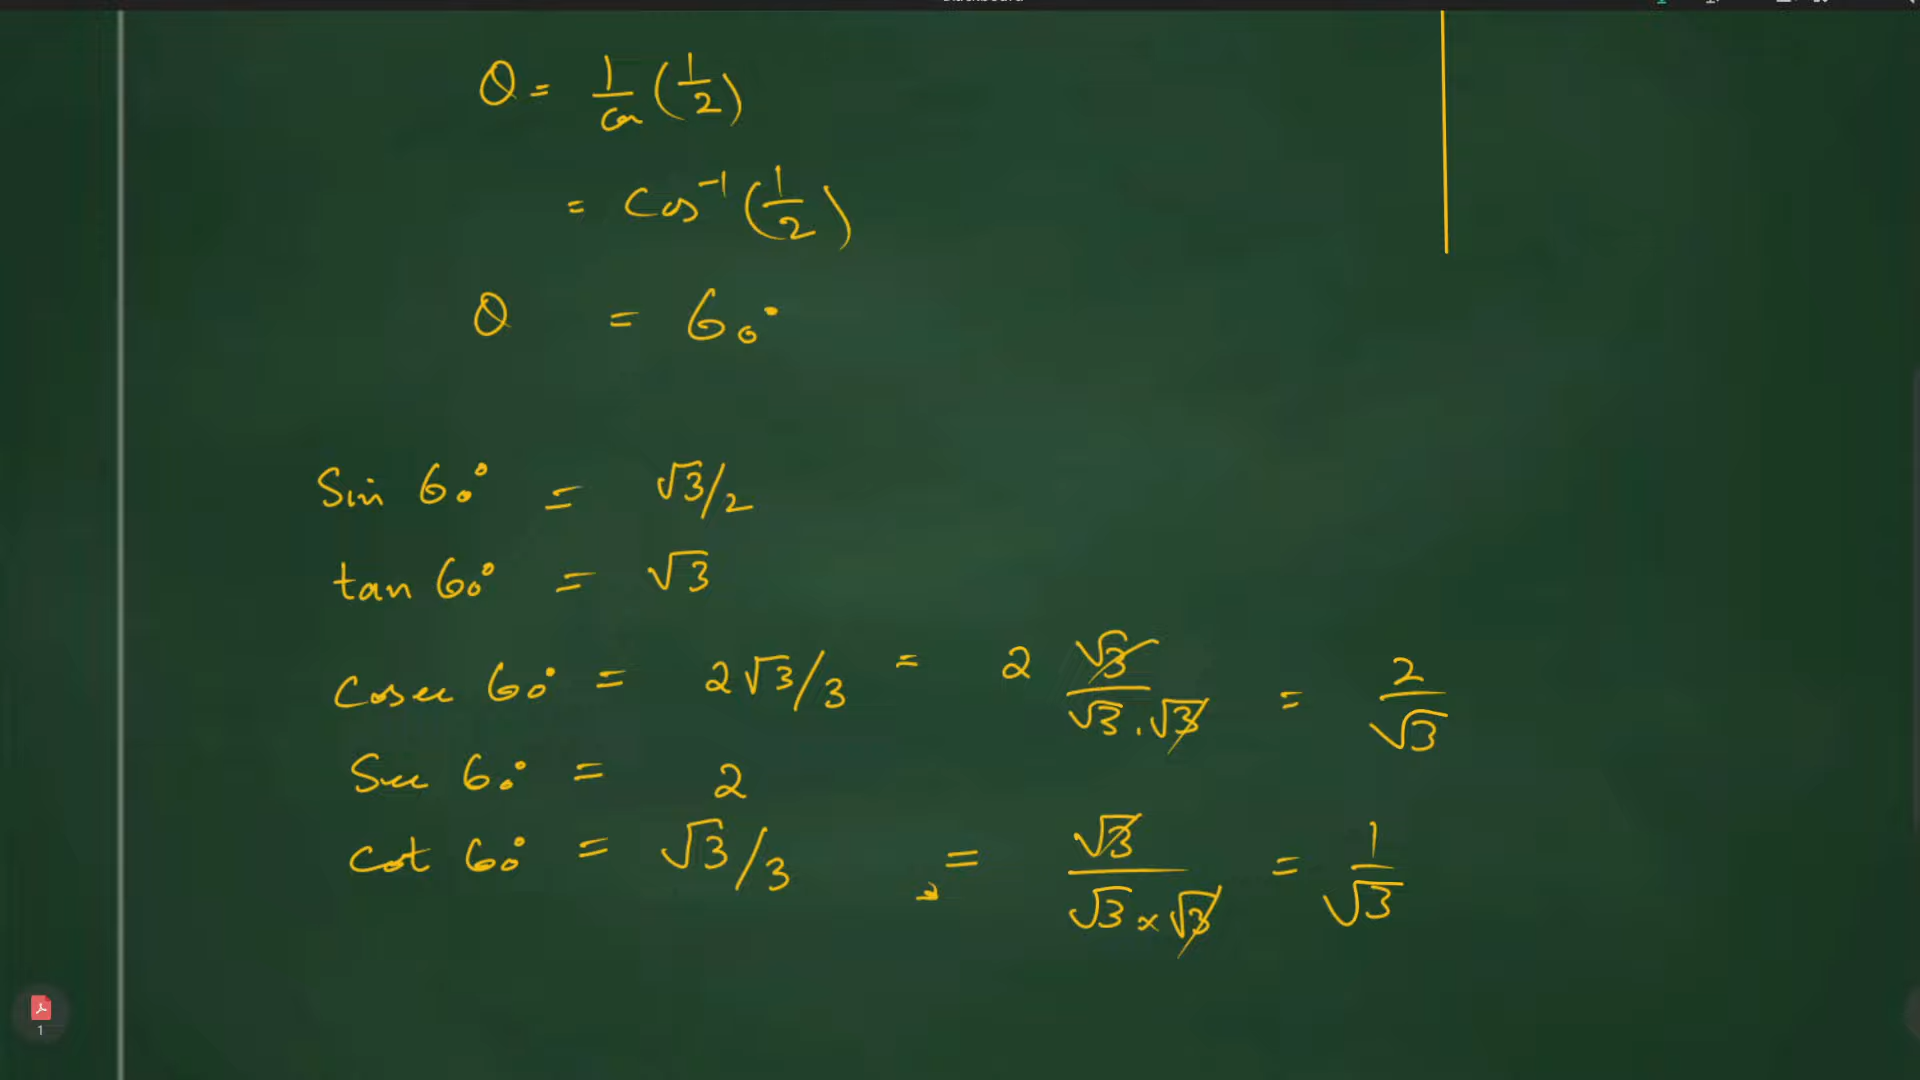 θ = 1/cos (1/2)
= Cos⁻¹ (1/2)
θ = 60°
Sin 60° = √3/2
tan 60° = √3
Cosec 60° = 2√3/3 = 2 √3/√3.√3 = 2/√3
Sec 60° = 2
Cot 60° = √3/3 = √3/√3×√3 = 1/√3
1